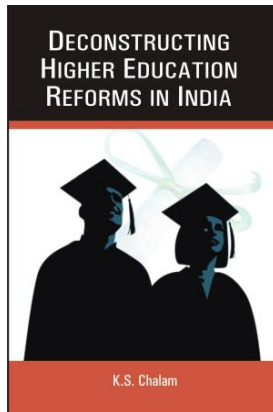 DECONSTRUCTING
HIGHER EDUCATION
REFORMS IN INDIA
K.S. Chalam